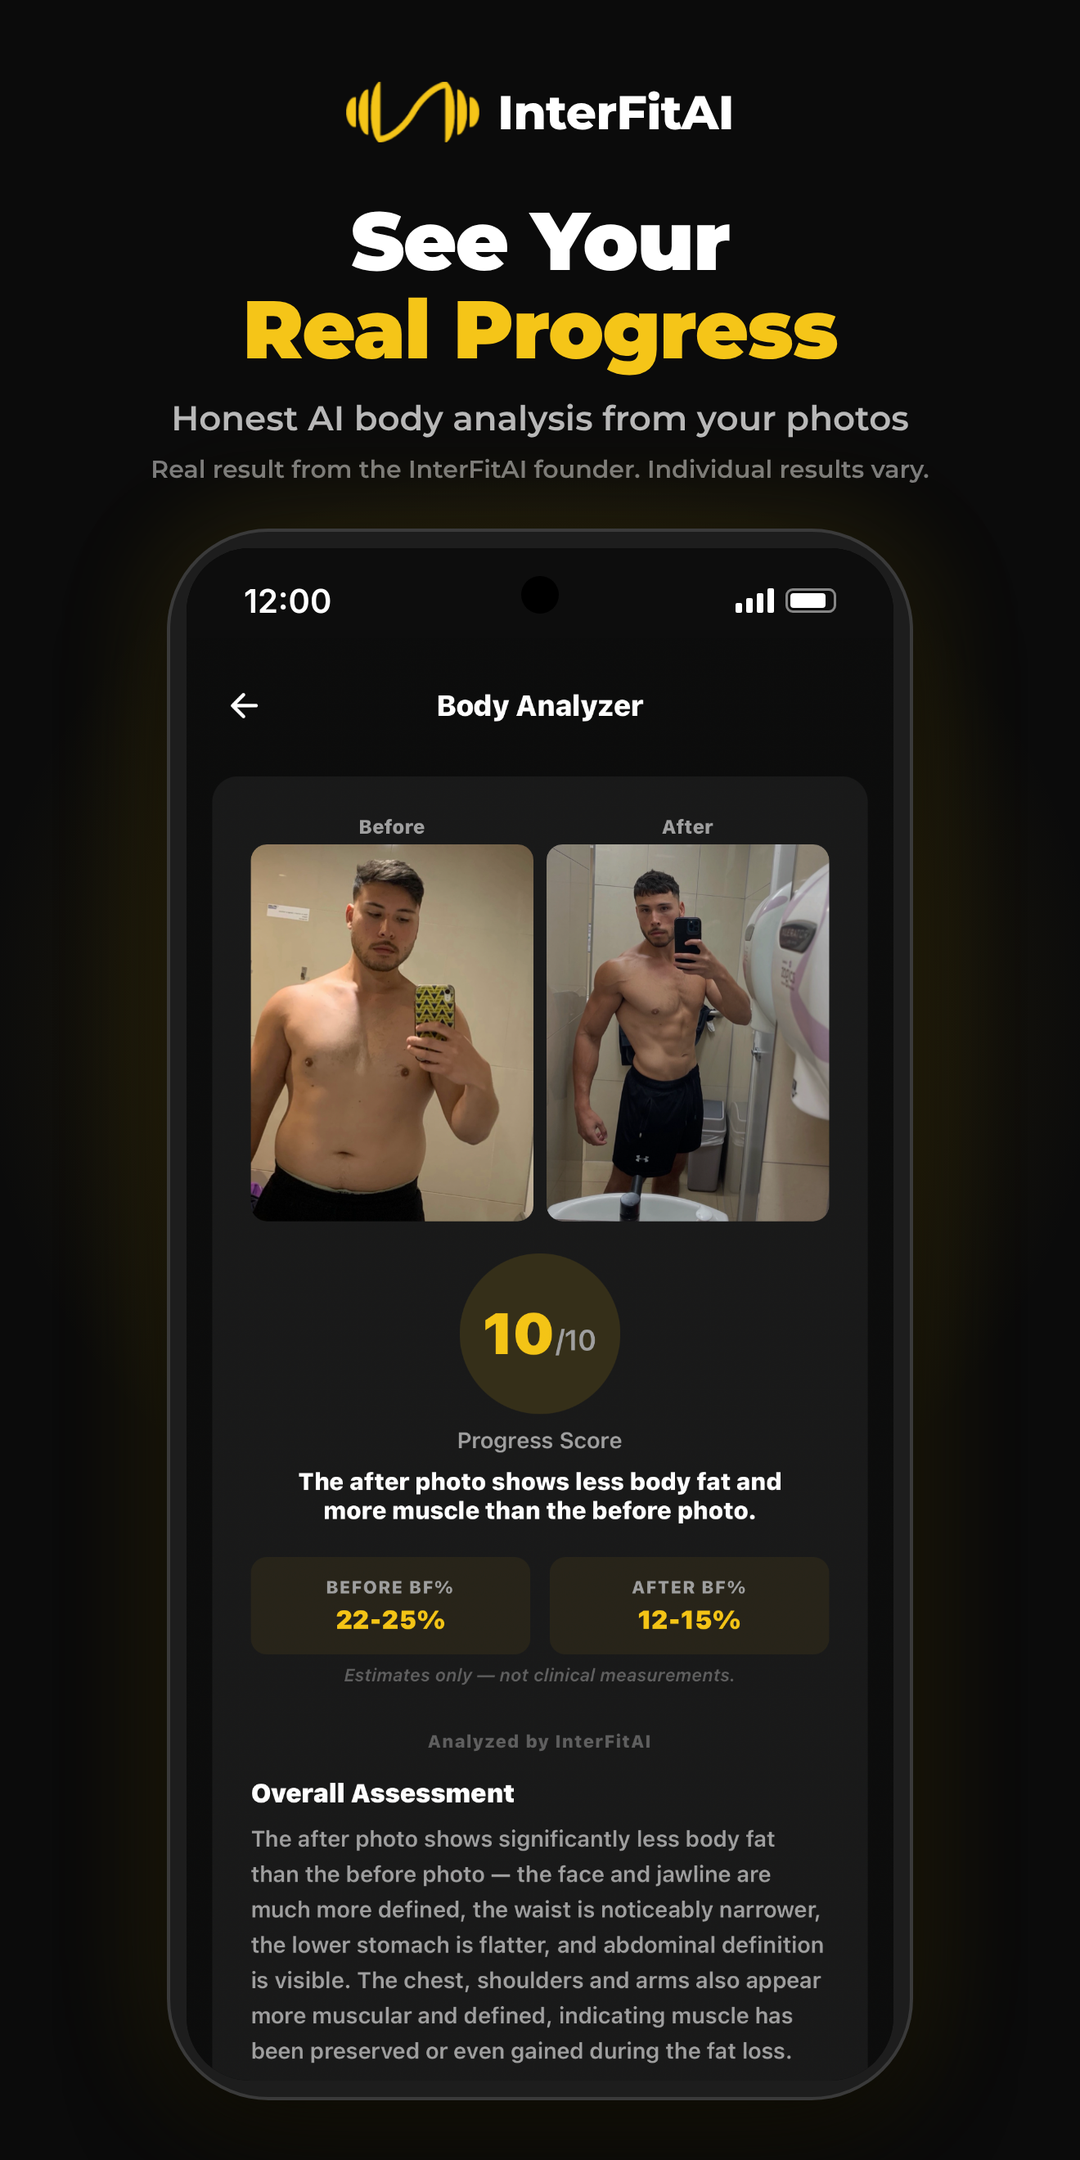 InterFitAI
See Your
Real Progress
Honest AI body analysis from your photos
Real result from the InterFitAI founder. Individual results vary.
12:00
Body Analyzer
Before
After
10/10
Progress Score
The after photo shows less body fat and
more muscle than the before photo.
BEFORE BF%
22-25%
AFTER BF%
12-15%
Estimates only — not clinical measurements.
Analyzed by InterFitAI
Overall Assessment
The after photo shows significantly less body fat
than the before photo — the face and jawline are
much more defined, the waist is noticeably narrower,
the lower stomach is flatter, and abdominal definition
is visible. The chest, shoulders and arms also appear
more muscular and defined, indicating muscle has
been preserved or even gained during the fat loss.